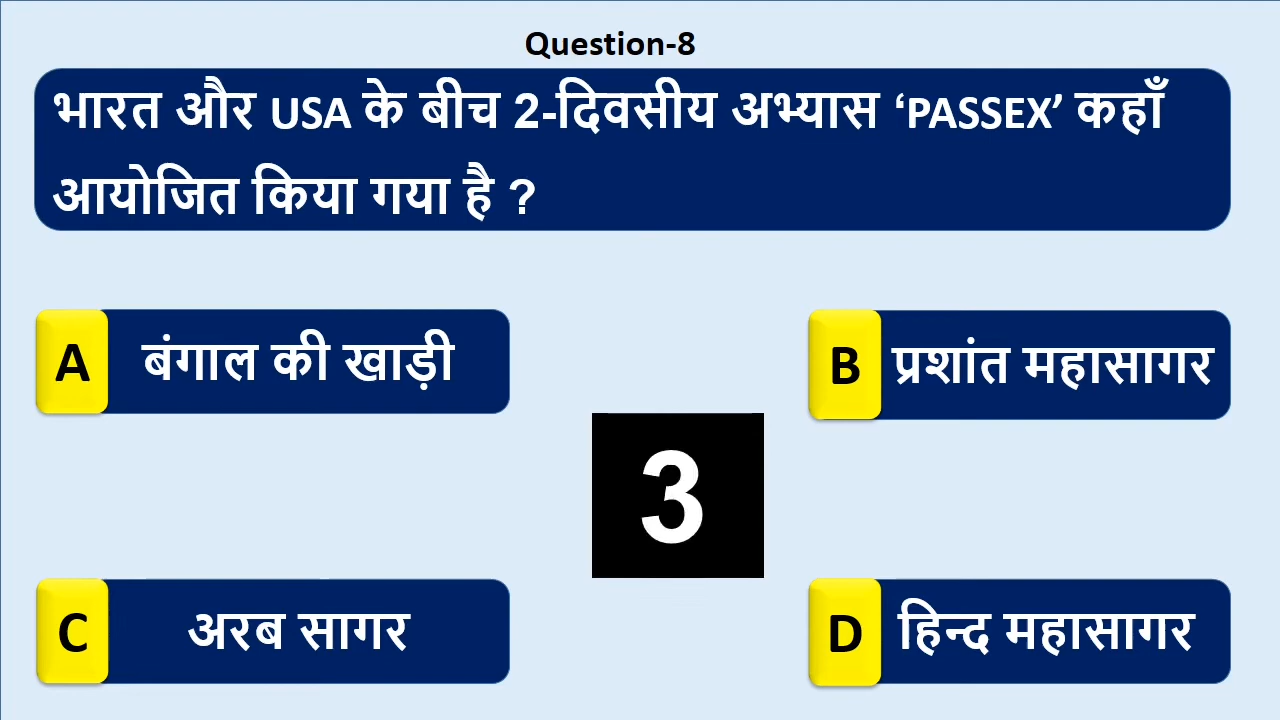 Question-8
भारत और USA के बीच 2-दिवसीय अभ्यास ‘PASSEX’ कहाँ
आयोजित किया गया है ?
A बंगाल की खाड़ी
B प्रशांत महासागर
3
C अरब सागर
D हिन्द महासागर